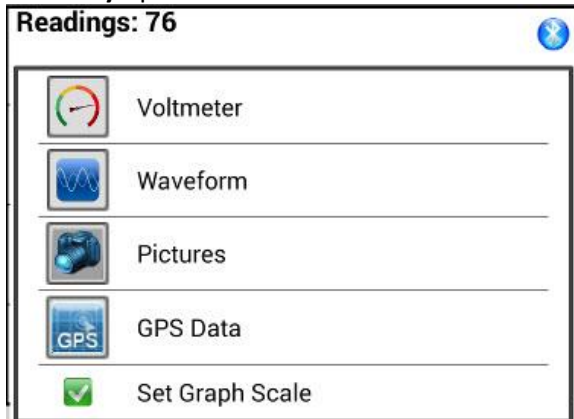 Readings: 76
Voltmeter
Waveform
Pictures
GPS
GPS Data
Set Graph Scale